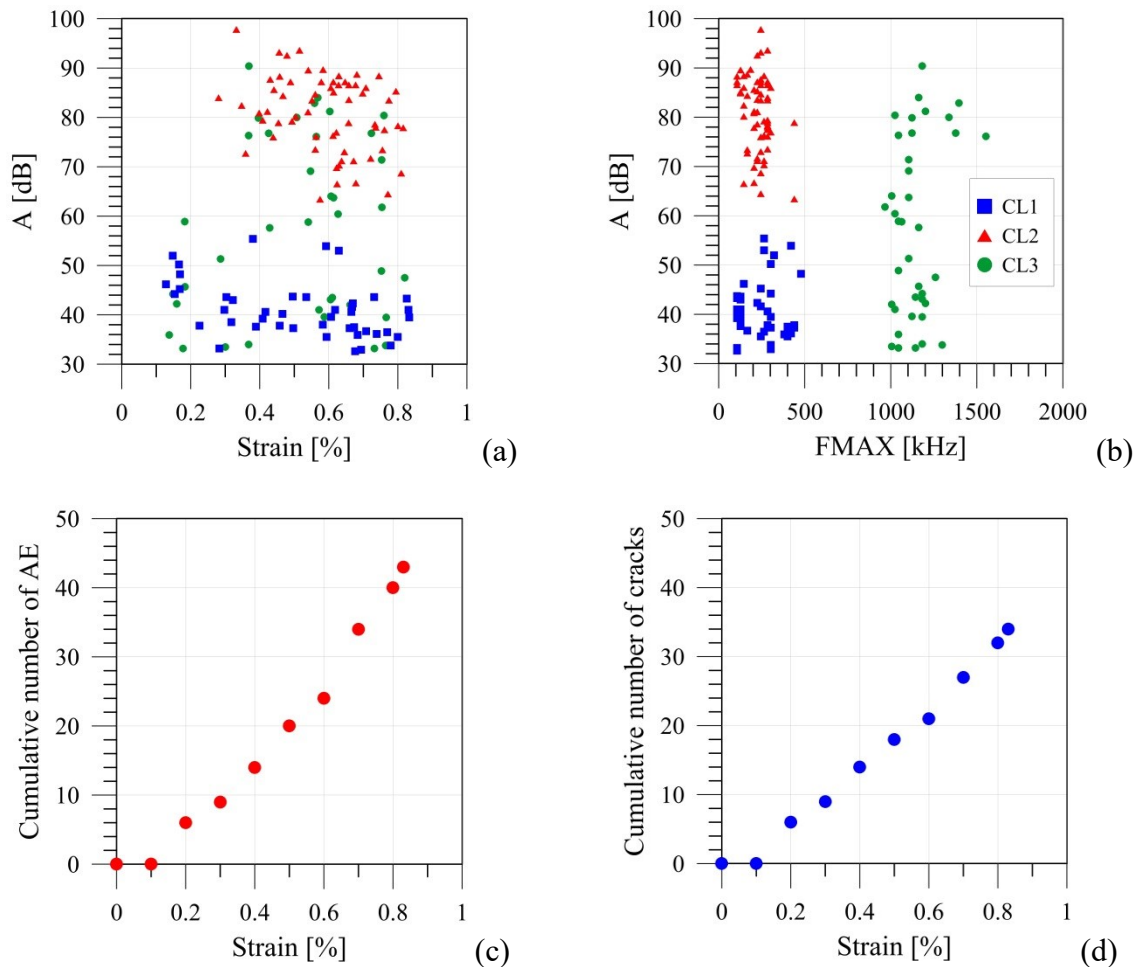 100
90
80
70
60
50
40
30
A [dB]
0 0.2 0.4 0.6 0.8 1
Strain [%]
(a)
100
90
80
70
60
50
40
30
A [dB]
CL1
CL2
CL3
0 500 1000 1500 2000
FMAX [kHz]
(b)
50
40
30
20
10
0
Cumulative number of AE
0 0.2 0.4 0.6 0.8 1
Strain [%]
(c)
50
40
30
20
10
0
Cumulative number of cracks
0 0.2 0.4 0.6 0.8 1
Strain [%]
(d)